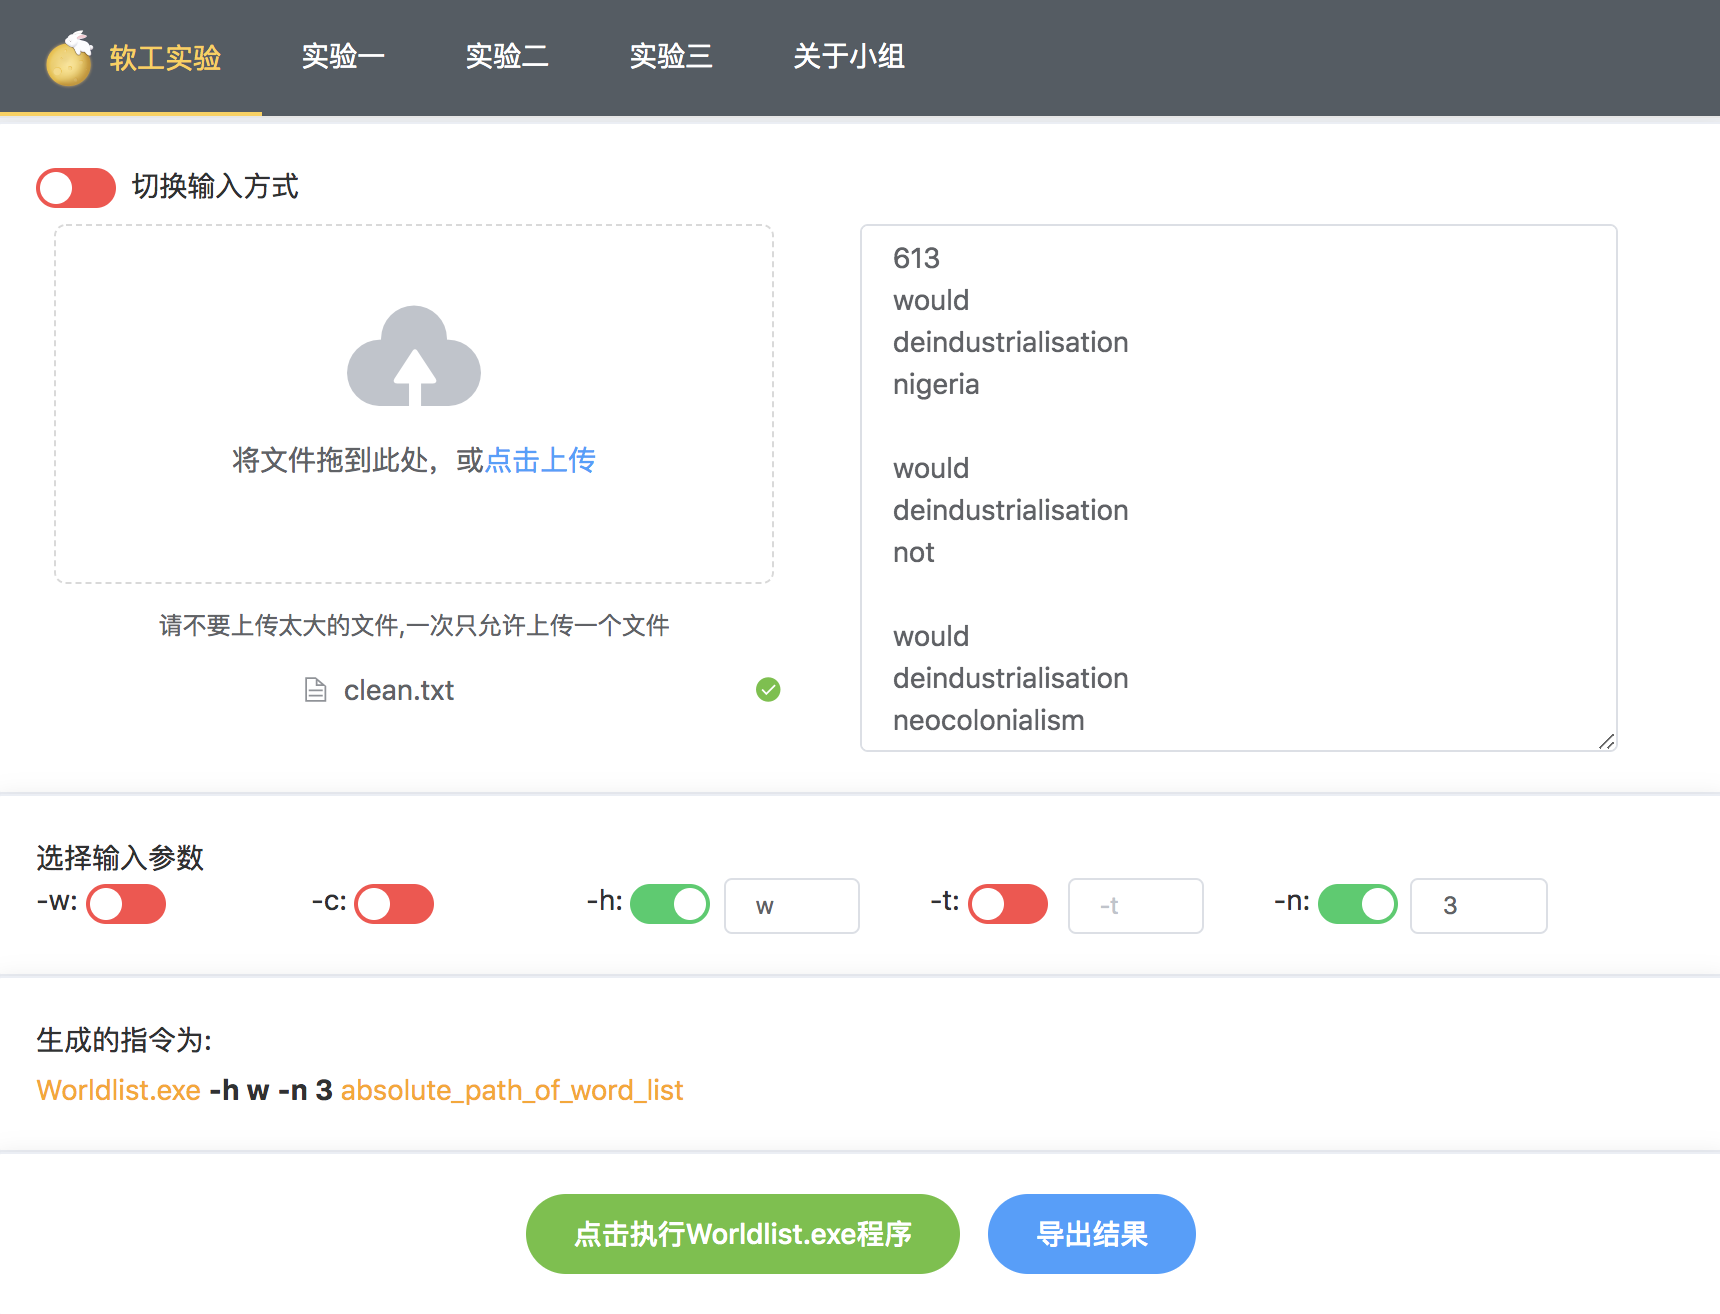 软工实验 实验一 实验二 实验三 关于小组
切换输入方式
将文件拖到此处，或点击上传
请不要上传太大的文件,一次只允许上传一个文件
clean.txt
613
would
deindustrialisation
nigeria
would
deindustrialisation
not
would
deindustrialisation
neocolonialism
选择输入参数
-w: -c: -h: w -t: -t -n: 3
生成的指令为:
Worldlist.exe -h w -n 3 absolute_path_of_word_list
点击执行Worldlist.exe程序 导出结果